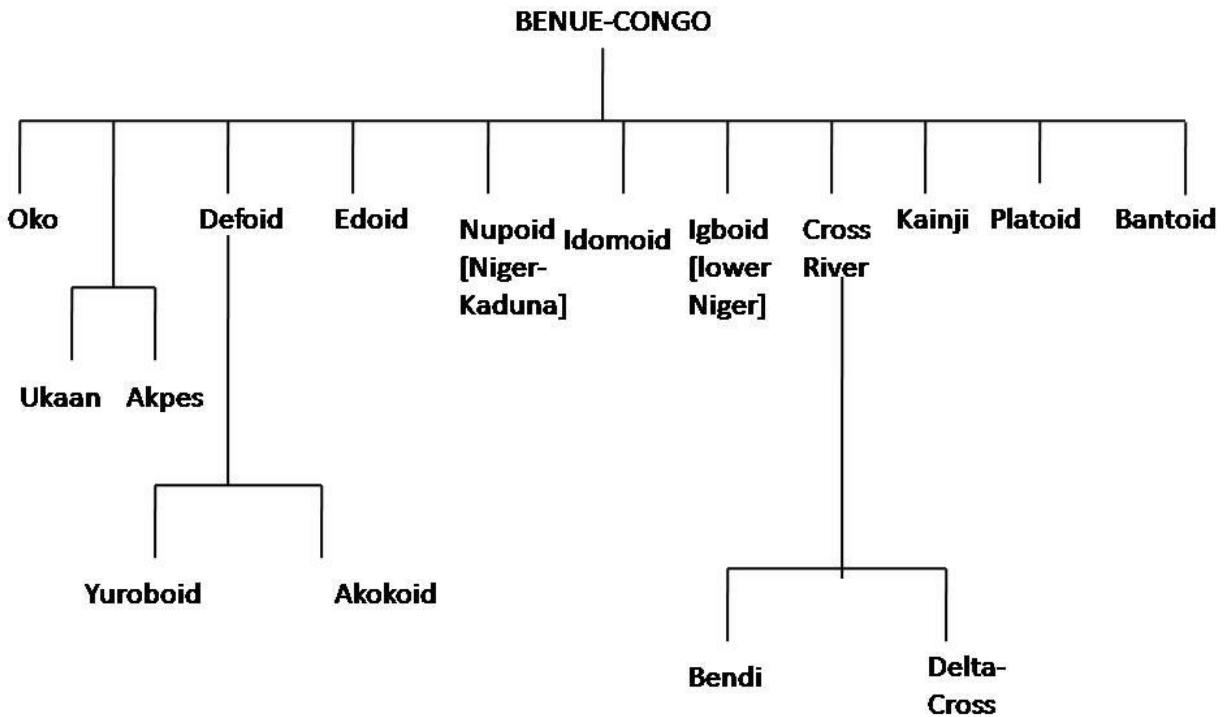 BENUE-CONGO
Oko
Defoid
Edoid
Nupoid
[Niger-
Kaduna]
Idomoid
Igboid
[lower
Niger]
Cross
River
Kainji
Platoid
Bantoid
Ukaan
Akpes
Yuroboid
Akokoid
Bendi
Delta-
Cross